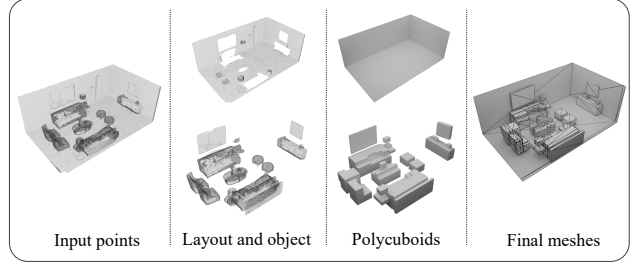 Input points
Layout and object
Polycuboids
Final meshes